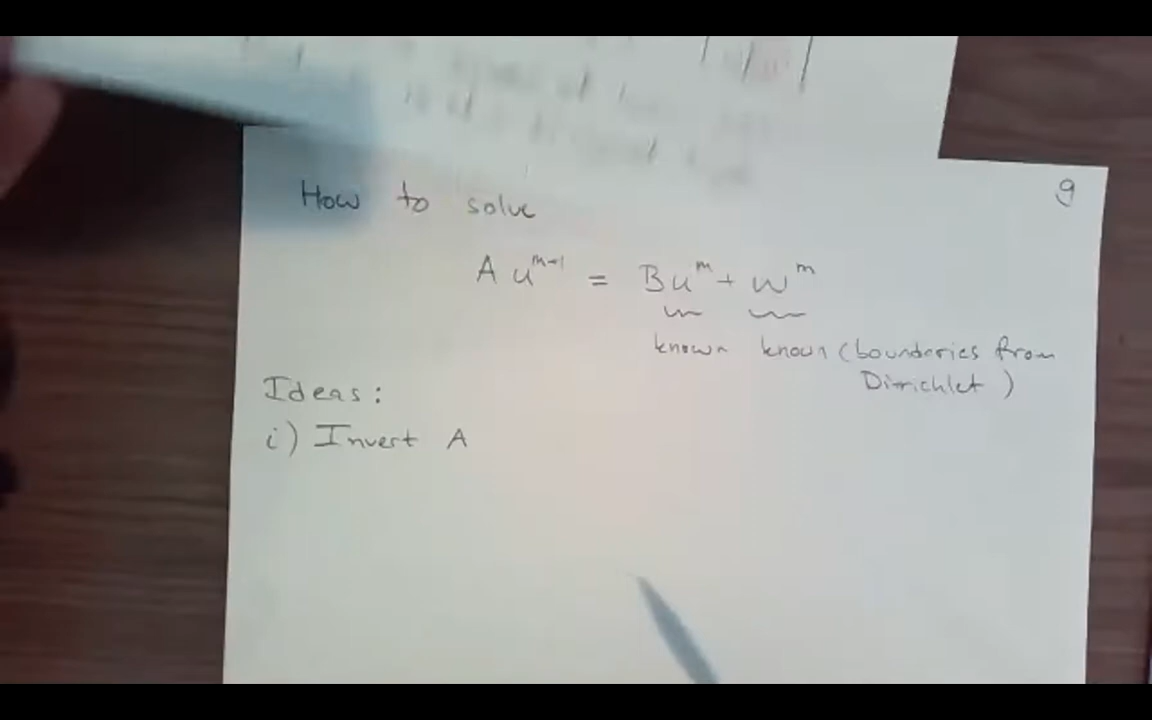 How to solve
9
A u^{m+1} = B u^m + w^m
known known (boundaries from
Dirichlet)
Ideas:
i) Invert A